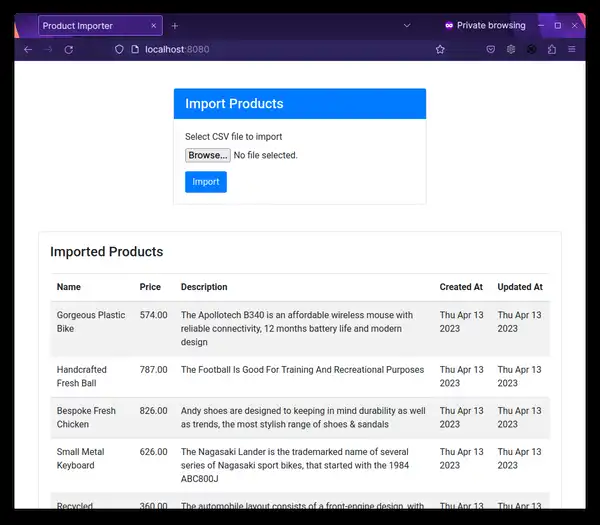 Product Importer
Private browsing
localhost:8080
Import Products
Select CSV file to import
Browse... No file selected.
Import
Imported Products
Name Price Description Created At Updated At
Gorgeous Plastic 574.00 The Apollotech B340 is an affordable wireless mouse with Thu Apr 13 Thu Apr 13
Bike reliable connectivity, 12 months battery life and modern 2023 2023
design
Handcrafted 787.00 The Football Is Good For Training And Recreational Purposes Thu Apr 13 Thu Apr 13
Fresh Ball 2023 2023
Bespoke Fresh 826.00 Andy shoes are designed to keeping in mind durability as well Thu Apr 13 Thu Apr 13
Chicken as trends, the most stylish range of shoes & sandals 2023 2023
Small Metal 626.00 The Nagasaki Lander is the trademarked name of several Thu Apr 13 Thu Apr 13
Keyboard series of Nagasaki sport bikes, that started with the 1984 2023 2023
ABC800J
Recycled 360.00 The automobile layout consists of a front-engine design, with Thu Apr 13 Thu Apr 13